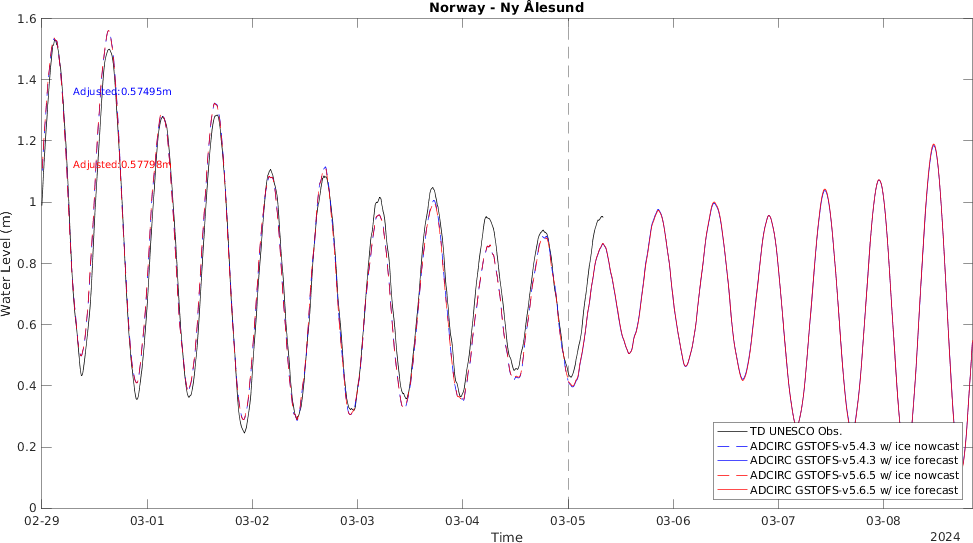 Norway - Ny Ålesund
1.6
1.4
1.2
1
0.8
0.6
0.4
0.2
0
Water Level (m)
Adjusted:0.57495m
Adjusted:0.57798m
TD UNESCO Obs.
ADCIRC GSTOFS-v5.4.3 w/ ice nowcast
ADCIRC GSTOFS-v5.4.3 w/ ice forecast
ADCIRC GSTOFS-v5.6.5 w/ ice nowcast
ADCIRC GSTOFS-v5.6.5 w/ ice forecast
02-29 03-01 03-02 03-03 03-04 03-05 03-06 03-07 03-08
Time
2024